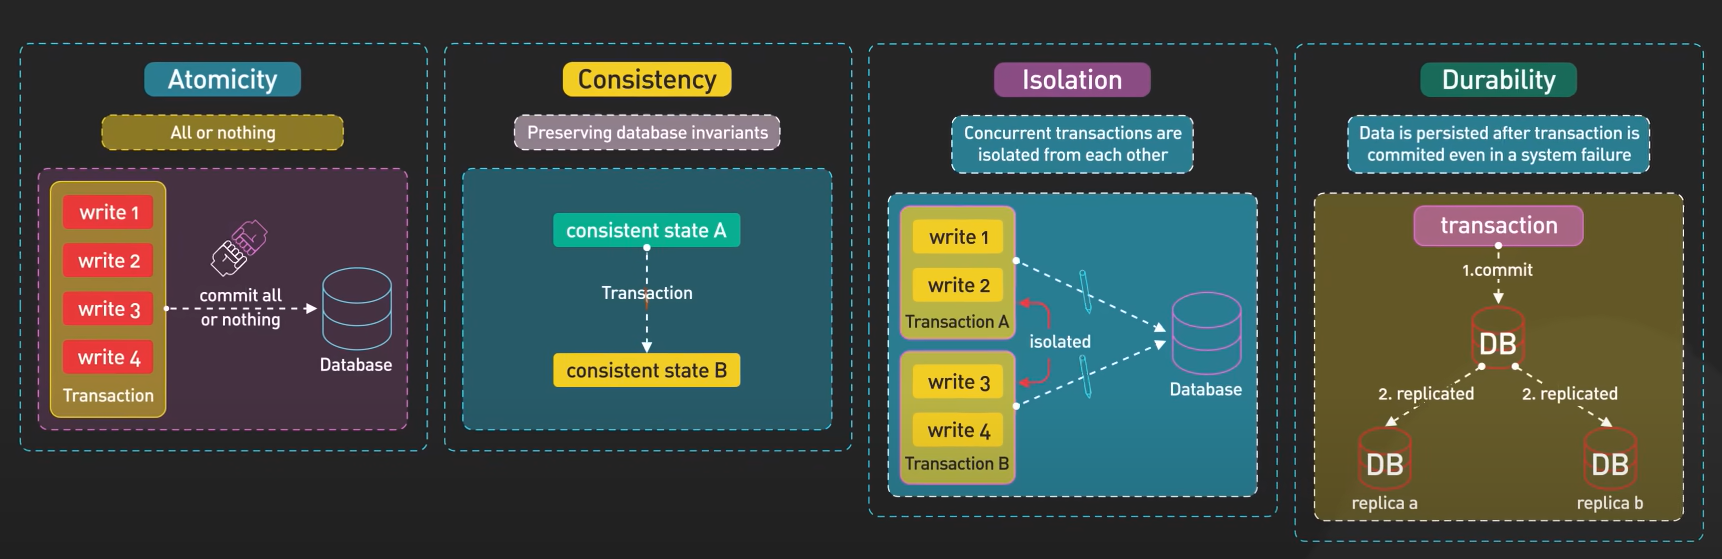 Atomicity
All or nothing
write 1
write 2
write 3
write 4
Transaction
commit all
or nothing
Database
Consistency
Preserving database invariants
consistent state A
Transaction
consistent state B
Isolation
Concurrent transactions are
isolated from each other
write 1
write 2
Transaction A
isolated
write 3
write 4
Transaction B
Database
Durability
Data is persisted after transaction is
commited even in a system failure
transaction
1.commit
DB
2. replicated
2. replicated
DB
replica a
DB
replica b